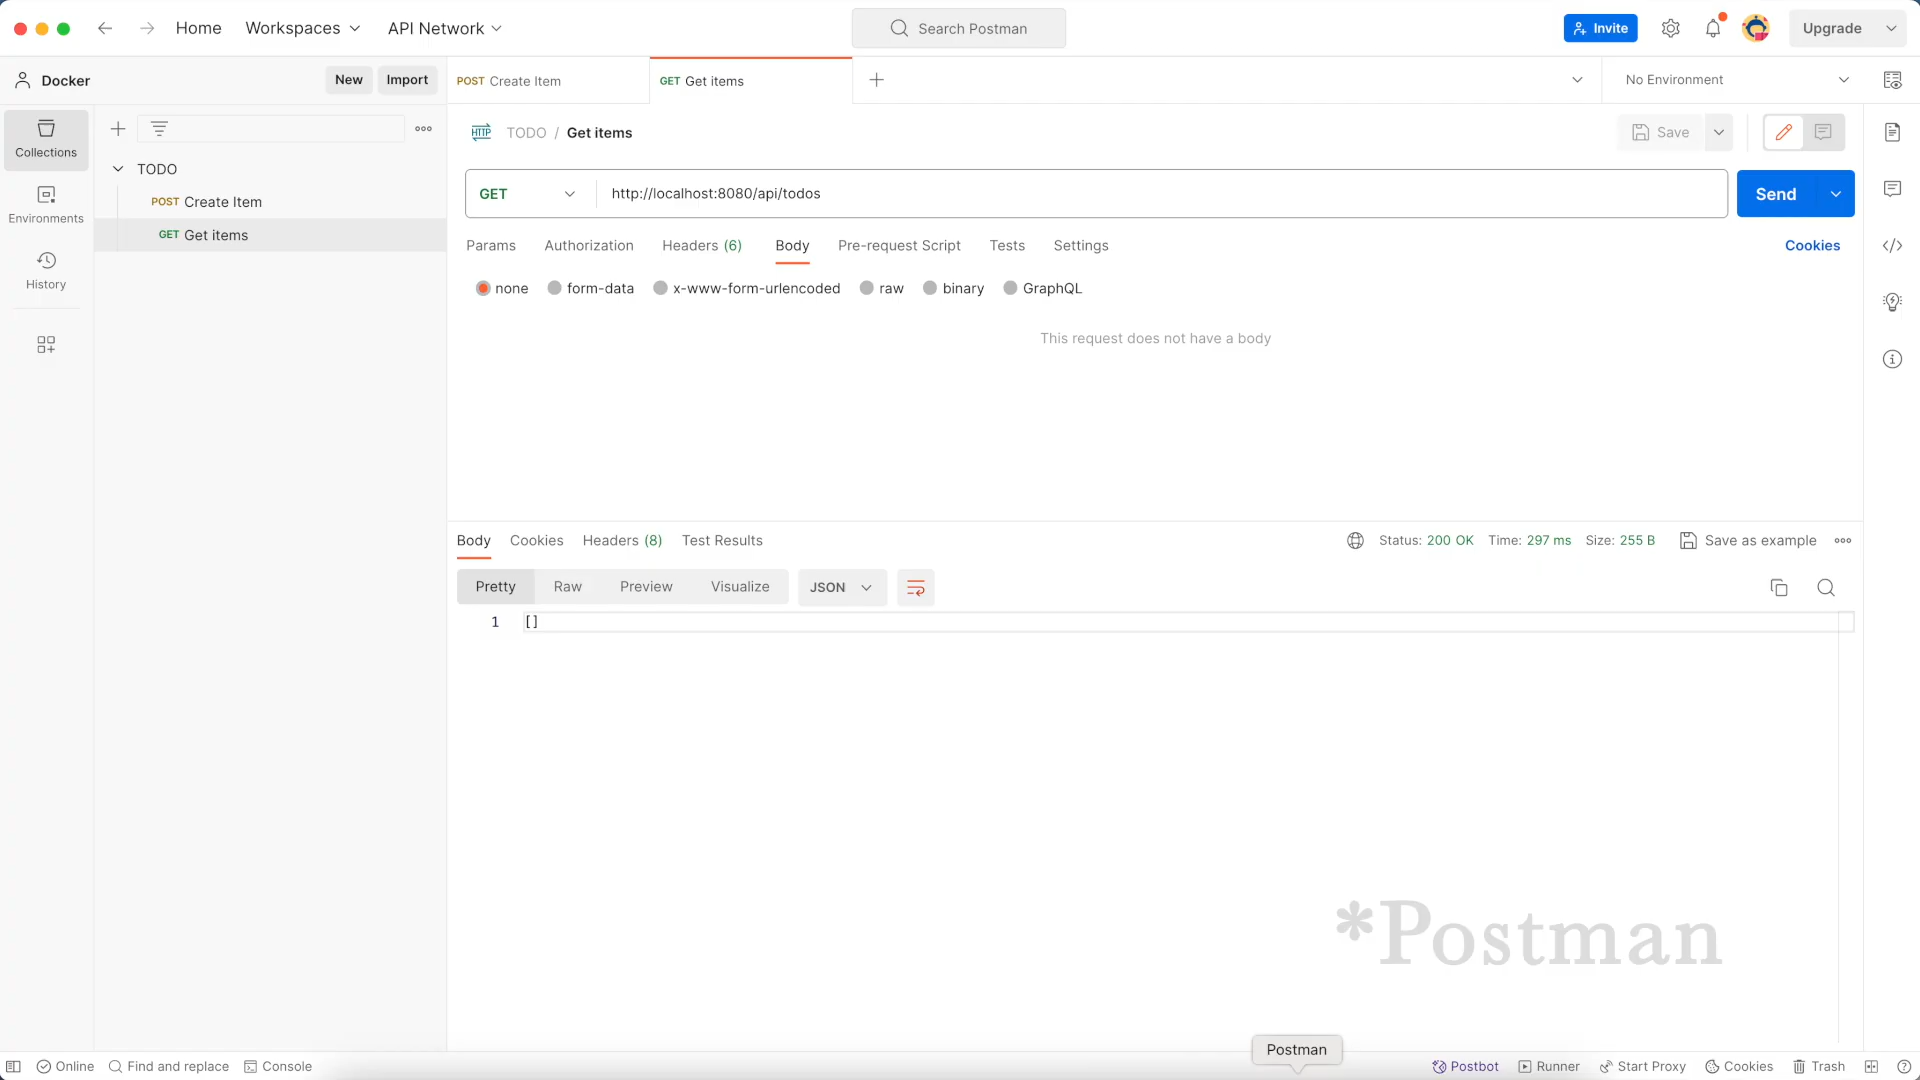 Home Workspaces API Network Search Postman Invite Upgrade
Docker New Import POST Create Item GET Get items No Environment
Collections
Environments
History
TODO
POST Create Item
GET Get items
HTTP TODO / Get items Save
GET http://localhost:8080/api/todos Send
Params Authorization Headers (6) Body Pre-request Script Tests Settings Cookies
none form-data x-www-form-urlencoded raw binary GraphQL
This request does not have a body
Body Cookies Headers (8) Test Results Status: 200 OK Time: 297 ms Size: 255 B Save as example
Pretty Raw Preview Visualize JSON
1 []
*Postman
Postman
Online Find and replace Console Postbot Runner Start Proxy Cookies Trash